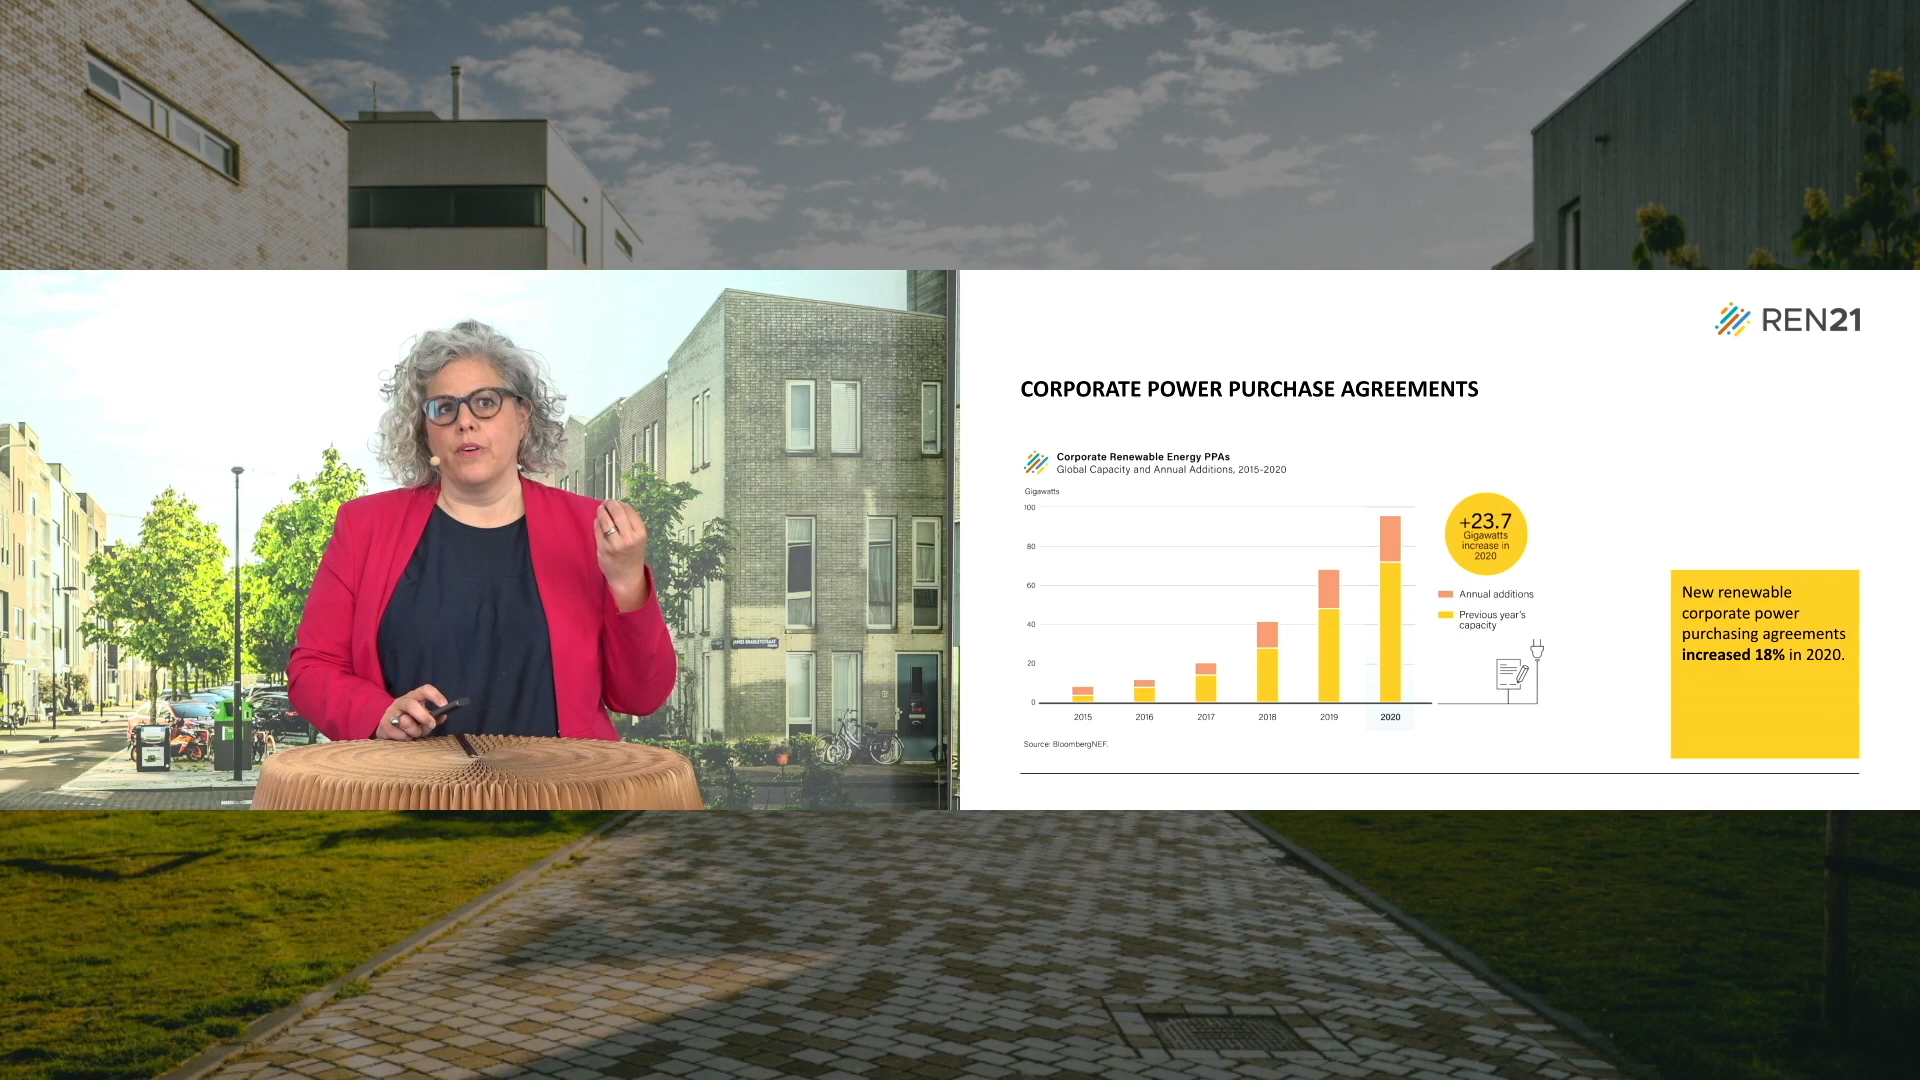 REN21
CORPORATE POWER PURCHASE AGREEMENTS
Corporate Renewable Energy PPAs
Global Capacity and Annual Additions, 2015-2020
Gigawatts
100
80
60
40
20
0
2015 2016 2017 2018 2019 2020
+23.7
Gigawatts
increase in
2020
Annual additions
Previous year's
capacity
Source: BloombergNEF.
New renewable
corporate power
purchasing agreements
increased 18% in 2020.
JAMES BRADLEYSTRAAT